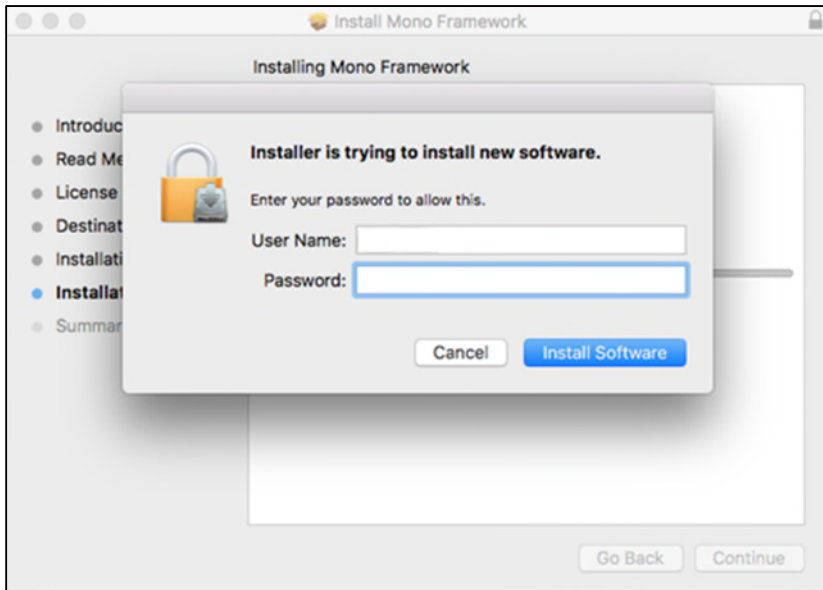 Install Mono Framework
Installing Mono Framework
Introduc
Read Me
License
Destinat
Installati
Installat
Summar
Installer is trying to install new software.
Enter your password to allow this.
User Name:
Password:
Cancel
Install Software
Go Back
Continue